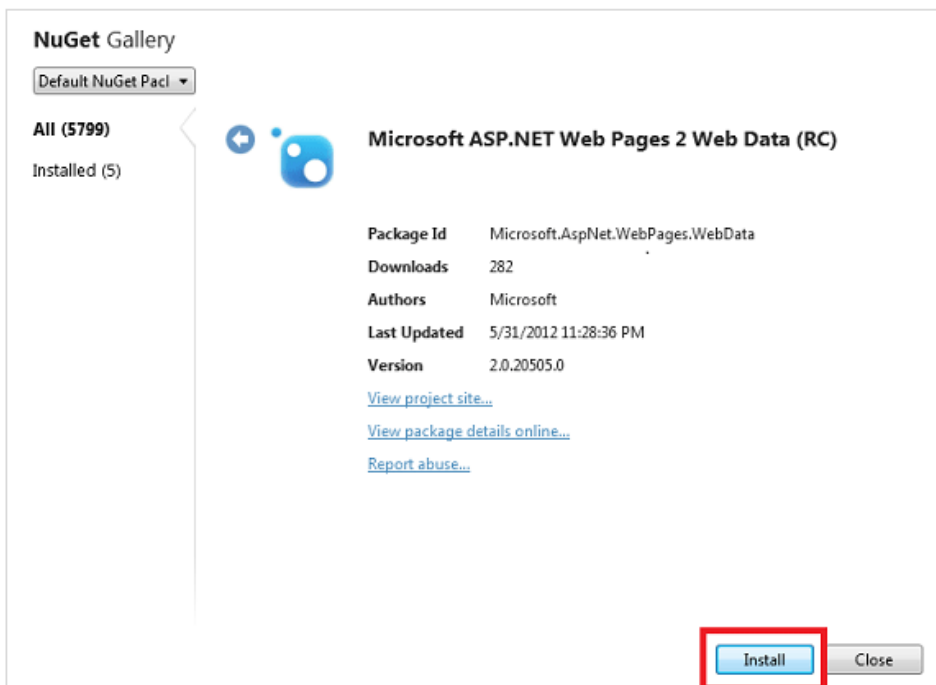 NuGet Gallery
Default NuGet Pacl
All (5799)
Installed (5)
Microsoft ASP.NET Web Pages 2 Web Data (RC)
Package Id Microsoft.AspNet.WebPages.WebData
Downloads 282
Authors Microsoft
Last Updated 5/31/2012 11:28:36 PM
Version 2.0.20505.0
View project site...
View package details online...
Report abuse...
Install Close